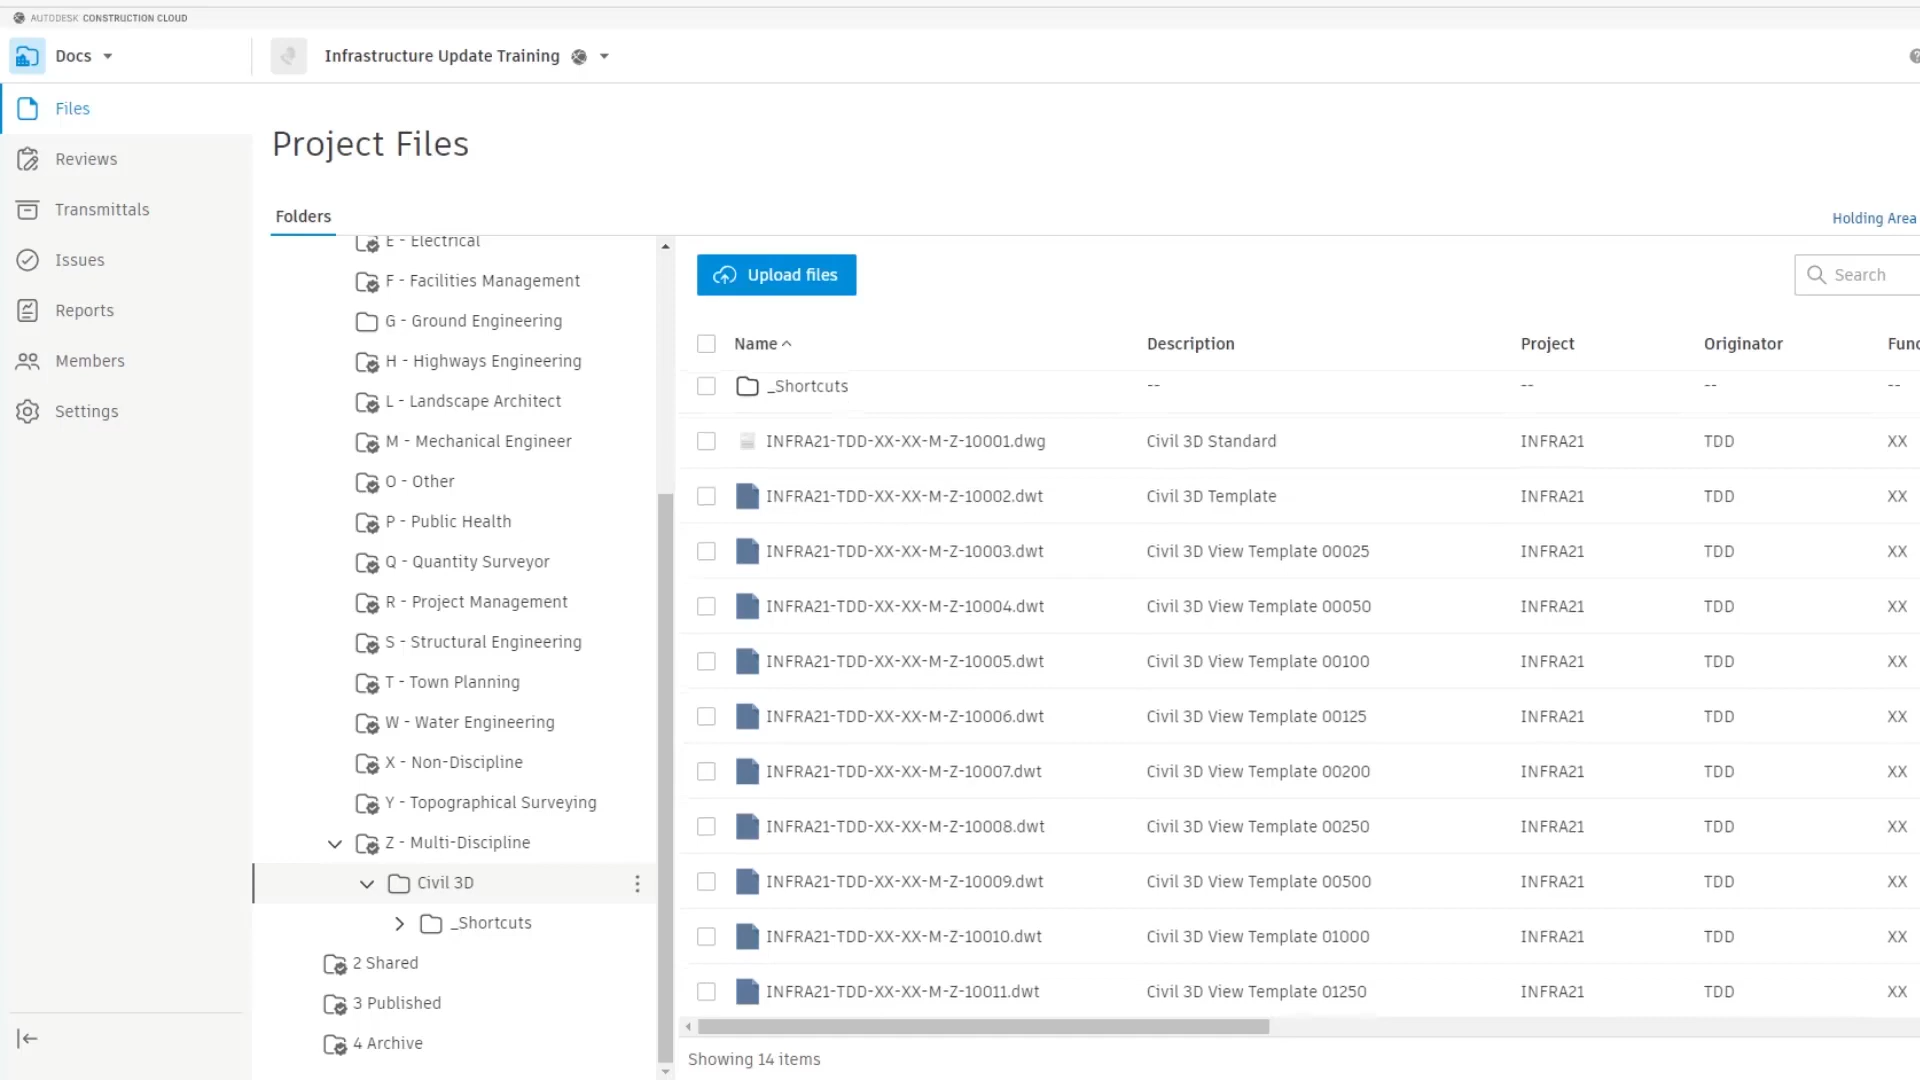 AUTODESK CONSTRUCTION CLOUD
Docs
Infrastructure Update Training
Files
Reviews
Transmittals
Issues
Reports
Members
Settings
Project Files
Folders
Holding Area
E - Electrical
F - Facilities Management
G - Ground Engineering
H - Highways Engineering
L - Landscape Architect
M - Mechanical Engineer
O - Other
P - Public Health
Q - Quantity Surveyor
R - Project Management
S - Structural Engineering
T - Town Planning
W - Water Engineering
X - Non-Discipline
Y - Topographical Surveying
Z - Multi-Discipline
Civil 3D
_Shortcuts
2 Shared
3 Published
4 Archive
Upload files
Search
Name Description Project Originator Func
_Shortcuts -- -- -- --
INFRA21-TDD-XX-XX-M-Z-10001.dwg Civil 3D Standard INFRA21 TDD XX
INFRA21-TDD-XX-XX-M-Z-10002.dwt Civil 3D Template INFRA21 TDD XX
INFRA21-TDD-XX-XX-M-Z-10003.dwt Civil 3D View Template 00025 INFRA21 TDD XX
INFRA21-TDD-XX-XX-M-Z-10004.dwt Civil 3D View Template 00050 INFRA21 TDD XX
INFRA21-TDD-XX-XX-M-Z-10005.dwt Civil 3D View Template 00100 INFRA21 TDD XX
INFRA21-TDD-XX-XX-M-Z-10006.dwt Civil 3D View Template 00125 INFRA21 TDD XX
INFRA21-TDD-XX-XX-M-Z-10007.dwt Civil 3D View Template 00200 INFRA21 TDD XX
INFRA21-TDD-XX-XX-M-Z-10008.dwt Civil 3D View Template 00250 INFRA21 TDD XX
INFRA21-TDD-XX-XX-M-Z-10009.dwt Civil 3D View Template 00500 INFRA21 TDD XX
INFRA21-TDD-XX-XX-M-Z-10010.dwt Civil 3D View Template 01000 INFRA21 TDD XX
INFRA21-TDD-XX-XX-M-Z-10011.dwt Civil 3D View Template 01250 INFRA21 TDD XX
Showing 14 items